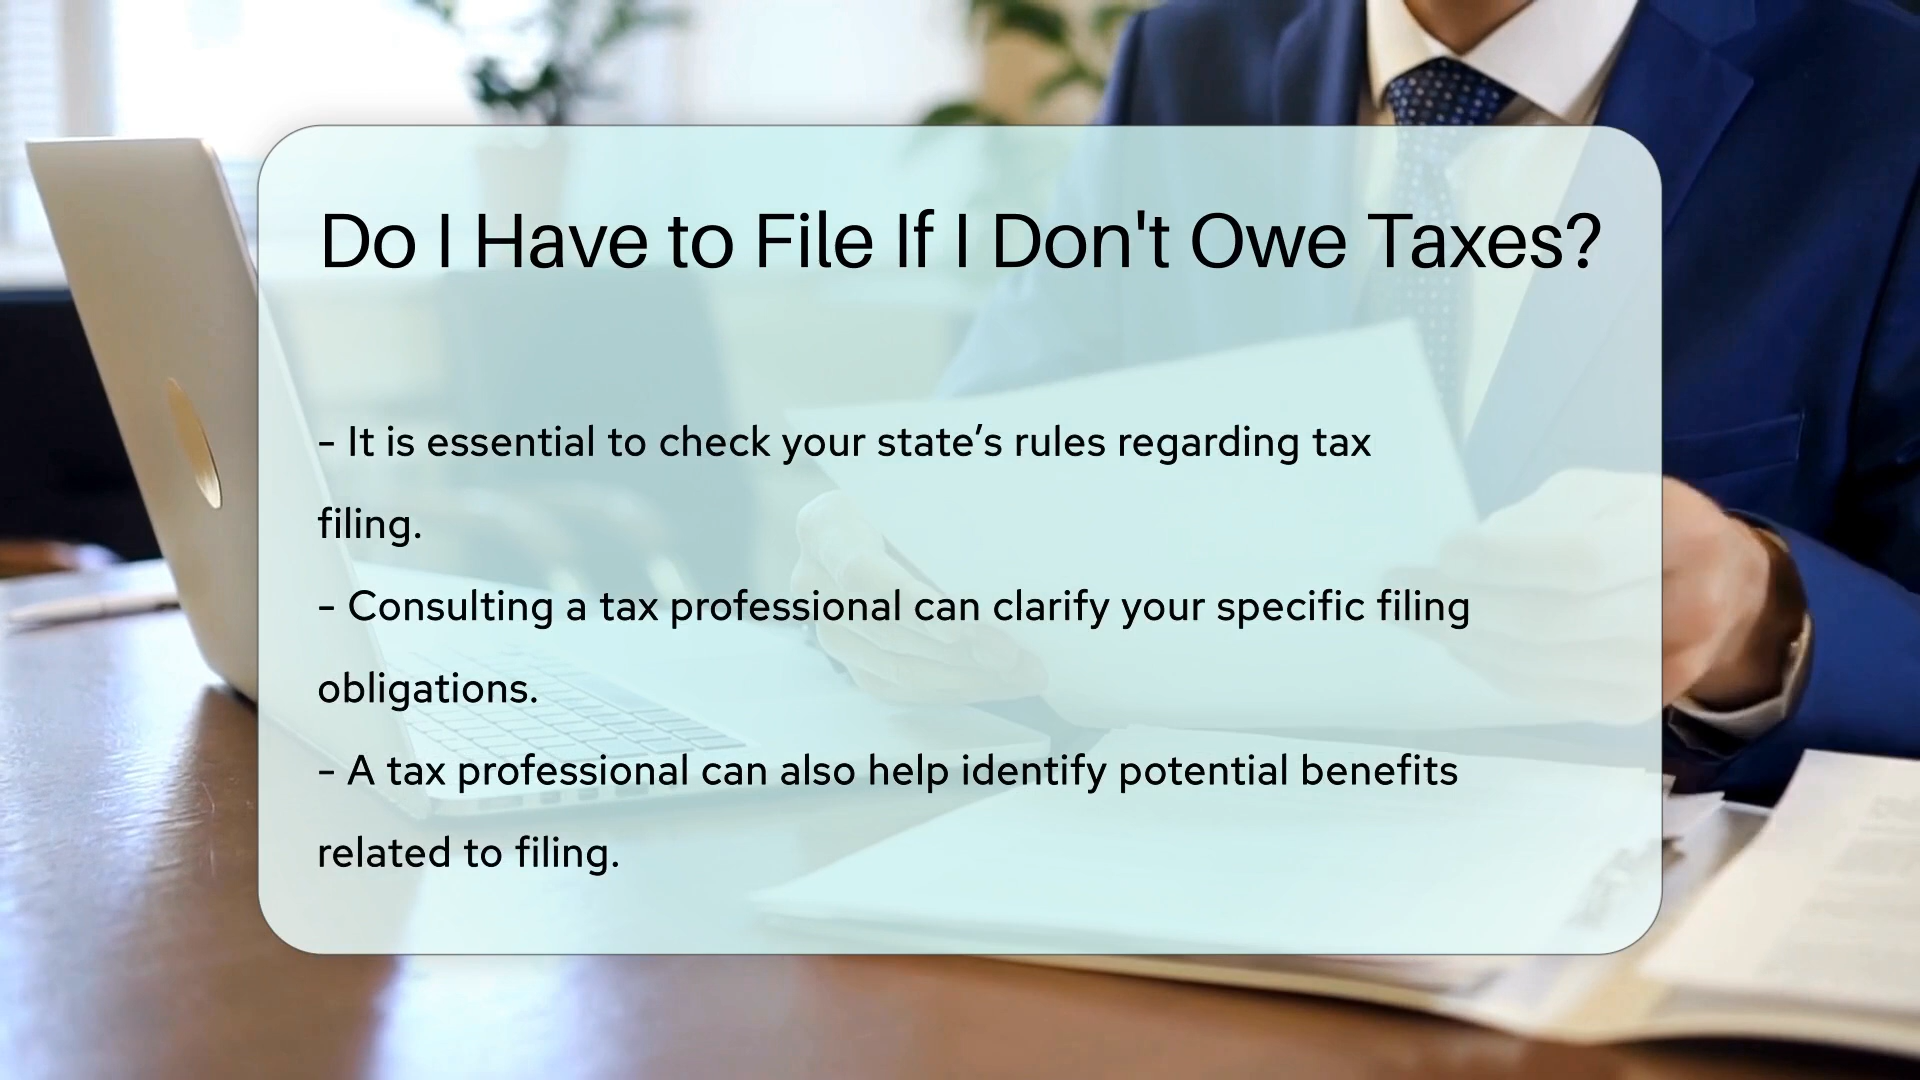 Do I Have to File If I Don't Owe Taxes?
– It is essential to check your state’s rules regarding tax
filing.
– Consulting a tax professional can clarify your specific filing
obligations.
– A tax professional can also help identify potential benefits
related to filing.